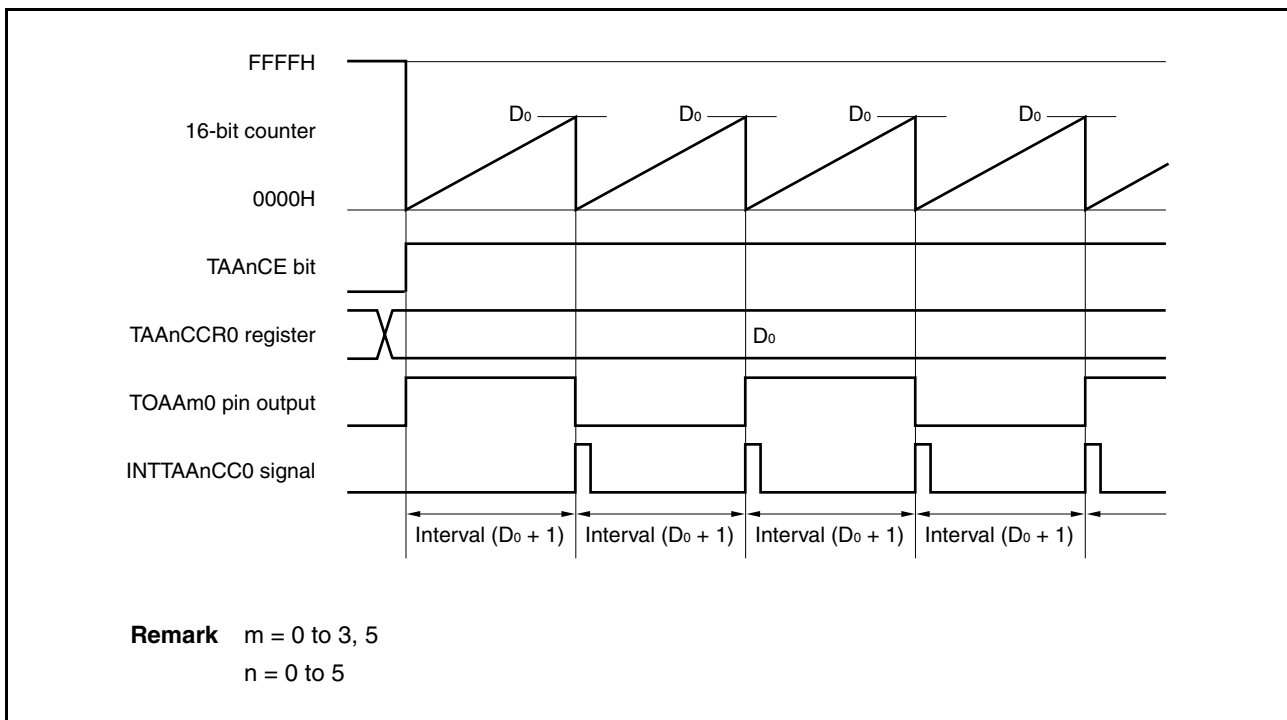 FFFFH
D0 D0 D0 D0
16-bit counter
0000H
TAAnCE bit
TAAnCCR0 register D0
TOAAm0 pin output
INTTAAnCC0 signal
Interval (D0 + 1) Interval (D0 + 1) Interval (D0 + 1) Interval (D0 + 1)
Remark m = 0 to 3, 5
n = 0 to 5